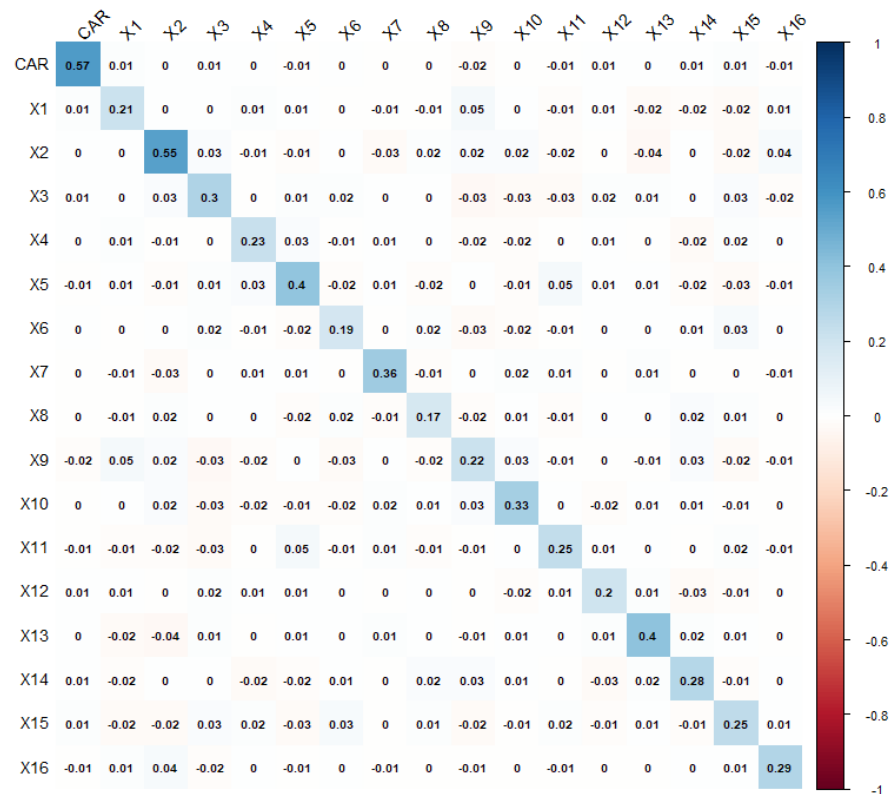 CAR X1 X2 X3 X4 X5 X6 X7 X8 X9 X10 X11 X12 X13 X14 X15 X16
CAR 0.57 0.01 0 0.01 0 -0.01 0 0 0 -0.02 0 -0.01 0.01 0 0.01 0.01 -0.01
X1 0.01 0.21 0 0 0.01 0.01 0 -0.01 -0.01 0.05 0 -0.01 0.01 -0.02 -0.02 -0.02 0.01
X2 0 0 0.55 0.03 -0.01 -0.01 0 -0.03 0.02 0.02 0.02 -0.02 0 -0.04 0 -0.02 0.04
X3 0.01 0 0.03 0.3 0 0.01 0.02 0 0 -0.03 -0.03 -0.03 0.02 0.01 0 0.03 -0.02
X4 0 0.01 -0.01 0 0.23 0.03 -0.01 0.01 0 -0.02 -0.02 0 0.01 0 -0.02 0.02 0
X5 -0.01 0.01 -0.01 0.01 0.03 0.4 -0.02 0.01 -0.02 0 -0.01 0.05 0.01 0.01 -0.02 -0.03 -0.01
X6 0 0 0 0.02 -0.01 -0.02 0.19 0 0.02 -0.03 -0.02 -0.01 0 0 0.01 0.03 0
X7 0 -0.01 -0.03 0 0.01 0.01 0 0.36 -0.01 0 0.02 0.01 0 0.01 0 0 -0.01
X8 0 -0.01 0.02 0 0 -0.02 0.02 -0.01 0.17 -0.02 0.01 -0.01 0 0 0.02 0.01 0
X9 -0.02 0.05 0.02 -0.03 -0.02 0 -0.03 0 -0.02 0.22 0.03 -0.01 0 -0.01 0.03 -0.02 -0.01
X10 0 0 0.02 -0.03 -0.02 -0.01 -0.02 0.02 0.01 0.03 0.33 0 -0.02 0.01 0.01 -0.01 0
X11 -0.01 -0.01 -0.02 -0.03 0 0.05 -0.01 0.01 -0.01 -0.01 0 0.25 0.01 0 0 0.02 -0.01
X12 0.01 0.01 0 0.02 0.01 0.01 0 0 0 0 -0.02 0.01 0.2 0.01 -0.03 -0.01 0
X13 0 -0.02 -0.04 0.01 0 0.01 0 0.01 0 -0.01 0.01 0 0.01 0.4 0.02 0.01 0
X14 0.01 -0.02 0 0 -0.02 -0.02 0.01 0 0.02 0.03 0.01 0 -0.03 0.02 0.28 -0.01 0
X15 0.01 -0.02 -0.02 0.03 0.02 -0.03 0.03 0 0.01 -0.02 -0.01 0.02 -0.01 0.01 -0.01 0.25 0.01
X16 -0.01 0.01 0.04 -0.02 0 -0.01 0 -0.01 0 -0.01 0 -0.01 0 0 0 0.01 0.29
1
0.8
0.6
0.4
0.2
0
-0.2
-0.4
-0.6
-0.8
-1